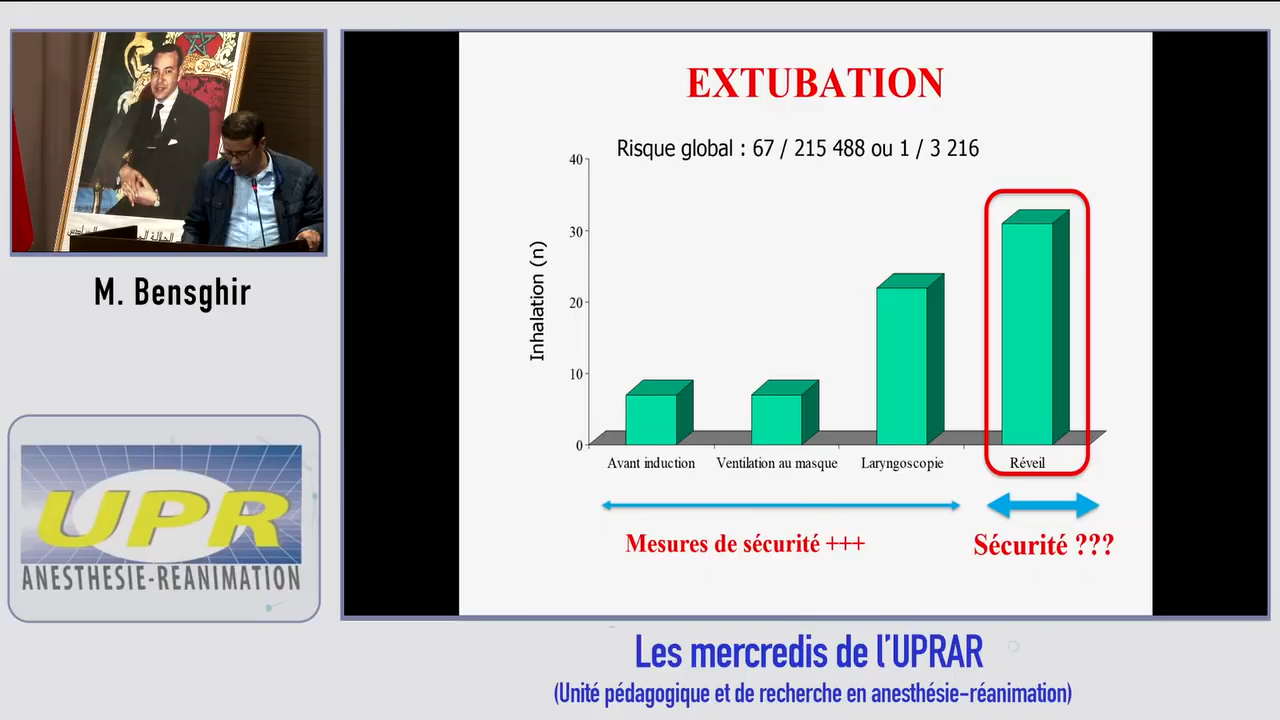 EXTUBATION
Risque global : 67 / 215 488 ou 1 / 3 216
Inhalation (n)
40
30
20
10
0
Avant induction
Ventilation au masque
Laryngoscopie
Réveil
Mesures de sécurité +++
Sécurité ???
M. Bensghir
UPR
ANESTHESIE-REANIMATION
Les mercredis de l'UPRAR
(Unité pédagogique et de recherche en anesthésie-réanimation)